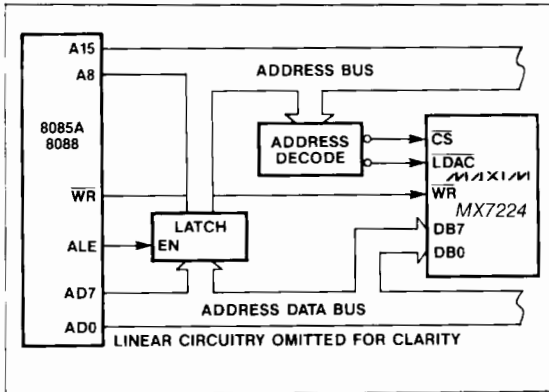 A15
ADDRESS BUS
A8
8085A
8088
ADDRESS
DECODE
CS
LDAC
MAXIM
WR
WR
MX7224
LATCH
ALE
EN
DB7
DB0
AD7
ADDRESS DATA BUS
AD0
LINEAR CIRCUITRY OMITTED FOR CLARITY